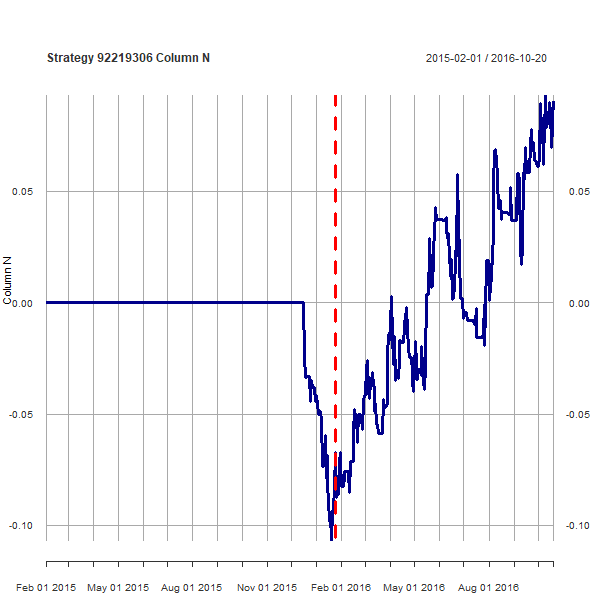 Strategy 92219306 Column N
2015-02-01 / 2016-10-20
Column N
0.05
0.00
-0.05
-0.10
0.05
0.00
-0.05
-0.10
Feb 01 2015
May 01 2015
Aug 01 2015
Nov 01 2015
Feb 01 2016
May 01 2016
Aug 01 2016